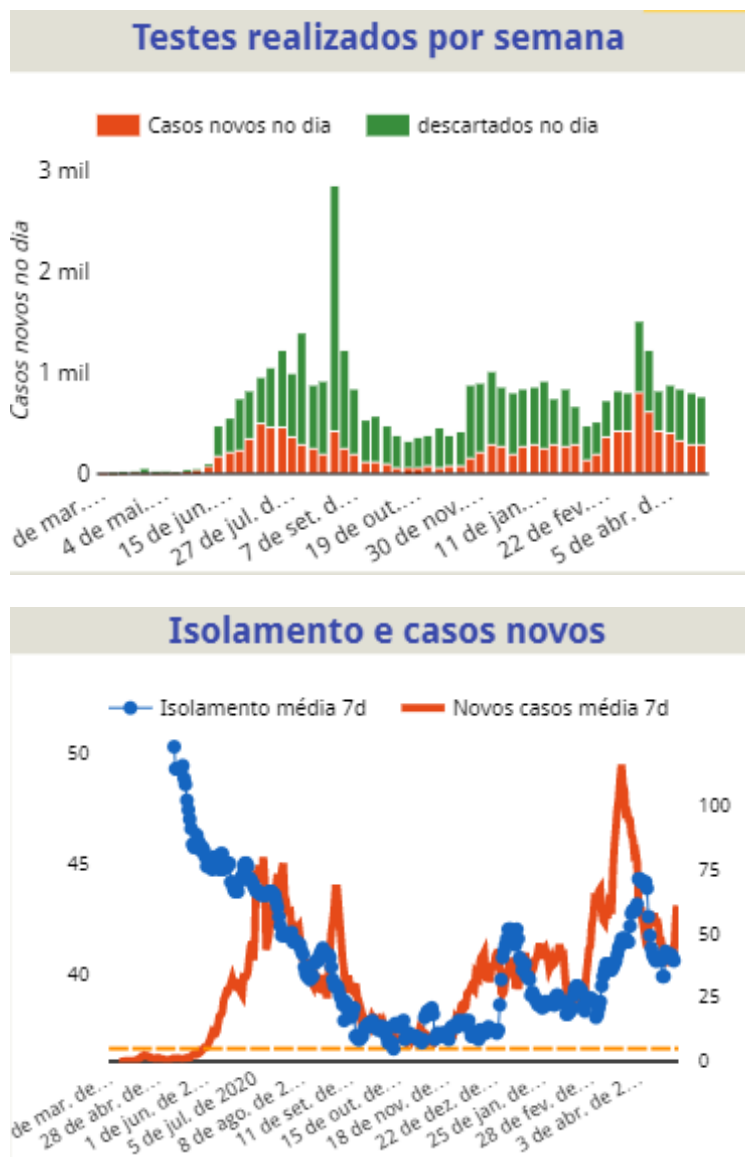 Testes realizados por semana
Casos novos no dia
descartados no dia
3 mil
2 mil
1 mil
0
Casos novos no dia
de mar....
4 de mai....
15 de jun....
27 de jul. d...
7 de set. d...
19 de out....
30 de nov....
11 de jan....
22 de fev....
5 de abr. d...
Isolamento e casos novos
Isolamento média 7d
Novos casos média 7d
50
45
40
100
75
50
25
0
de mar. de...
28 de abr. de...
1 de jun. de 2...
5 de jul. de 2020
8 de ago. de 2...
11 de set. de...
15 de out. de...
18 de nov. de...
22 de dez. de...
25 de jan. de...
28 de fev. de...
3 de abr. de 2...